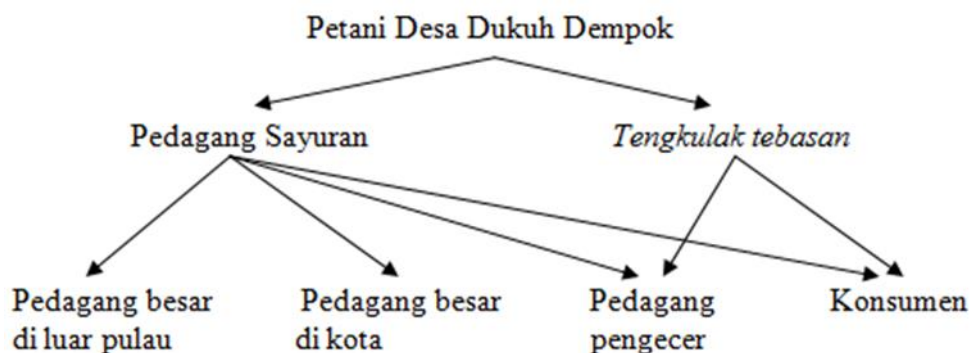 Petani Desa Dukuh Dempok
Pedagang Sayuran
Tengkulak tebasan
Pedagang besar
di luar pulau
Pedagang besar
di kota
Pedagang
pengecer
Konsumen